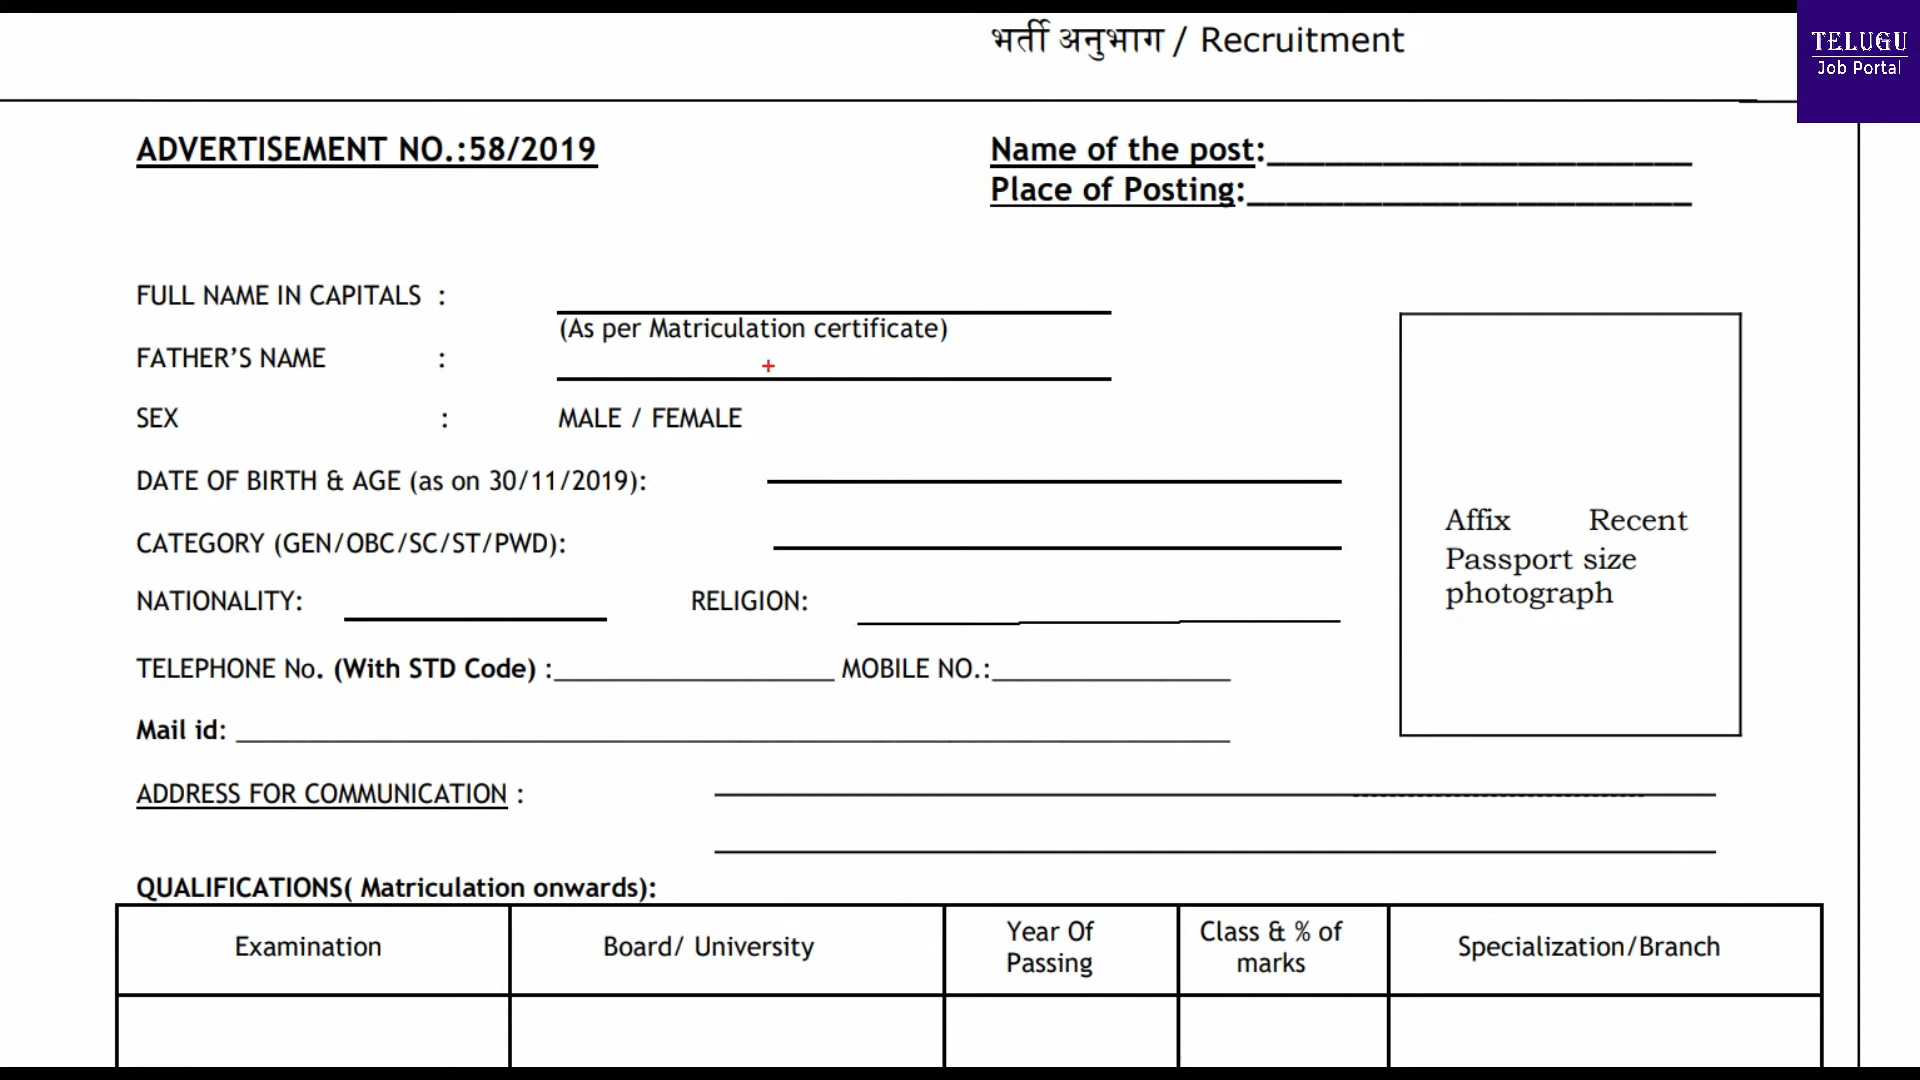 भर्ती अनुभाग / Recruitment
TELUGU
Job Portal
ADVERTISEMENT NO.:58/2019
Name of the post:
Place of Posting:
FULL NAME IN CAPITALS :
(As per Matriculation certificate)
FATHER’S NAME :
SEX : MALE / FEMALE
DATE OF BIRTH & AGE (as on 30/11/2019):
CATEGORY (GEN/OBC/SC/ST/PWD):
NATIONALITY: RELIGION:
TELEPHONE No. (With STD Code) : MOBILE NO.:
Mail id:
Affix Recent
Passport size
photograph
ADDRESS FOR COMMUNICATION :
QUALIFICATIONS( Matriculation onwards):
Examination
Board/ University
Year Of
Passing
Class & % of
marks
Specialization/Branch